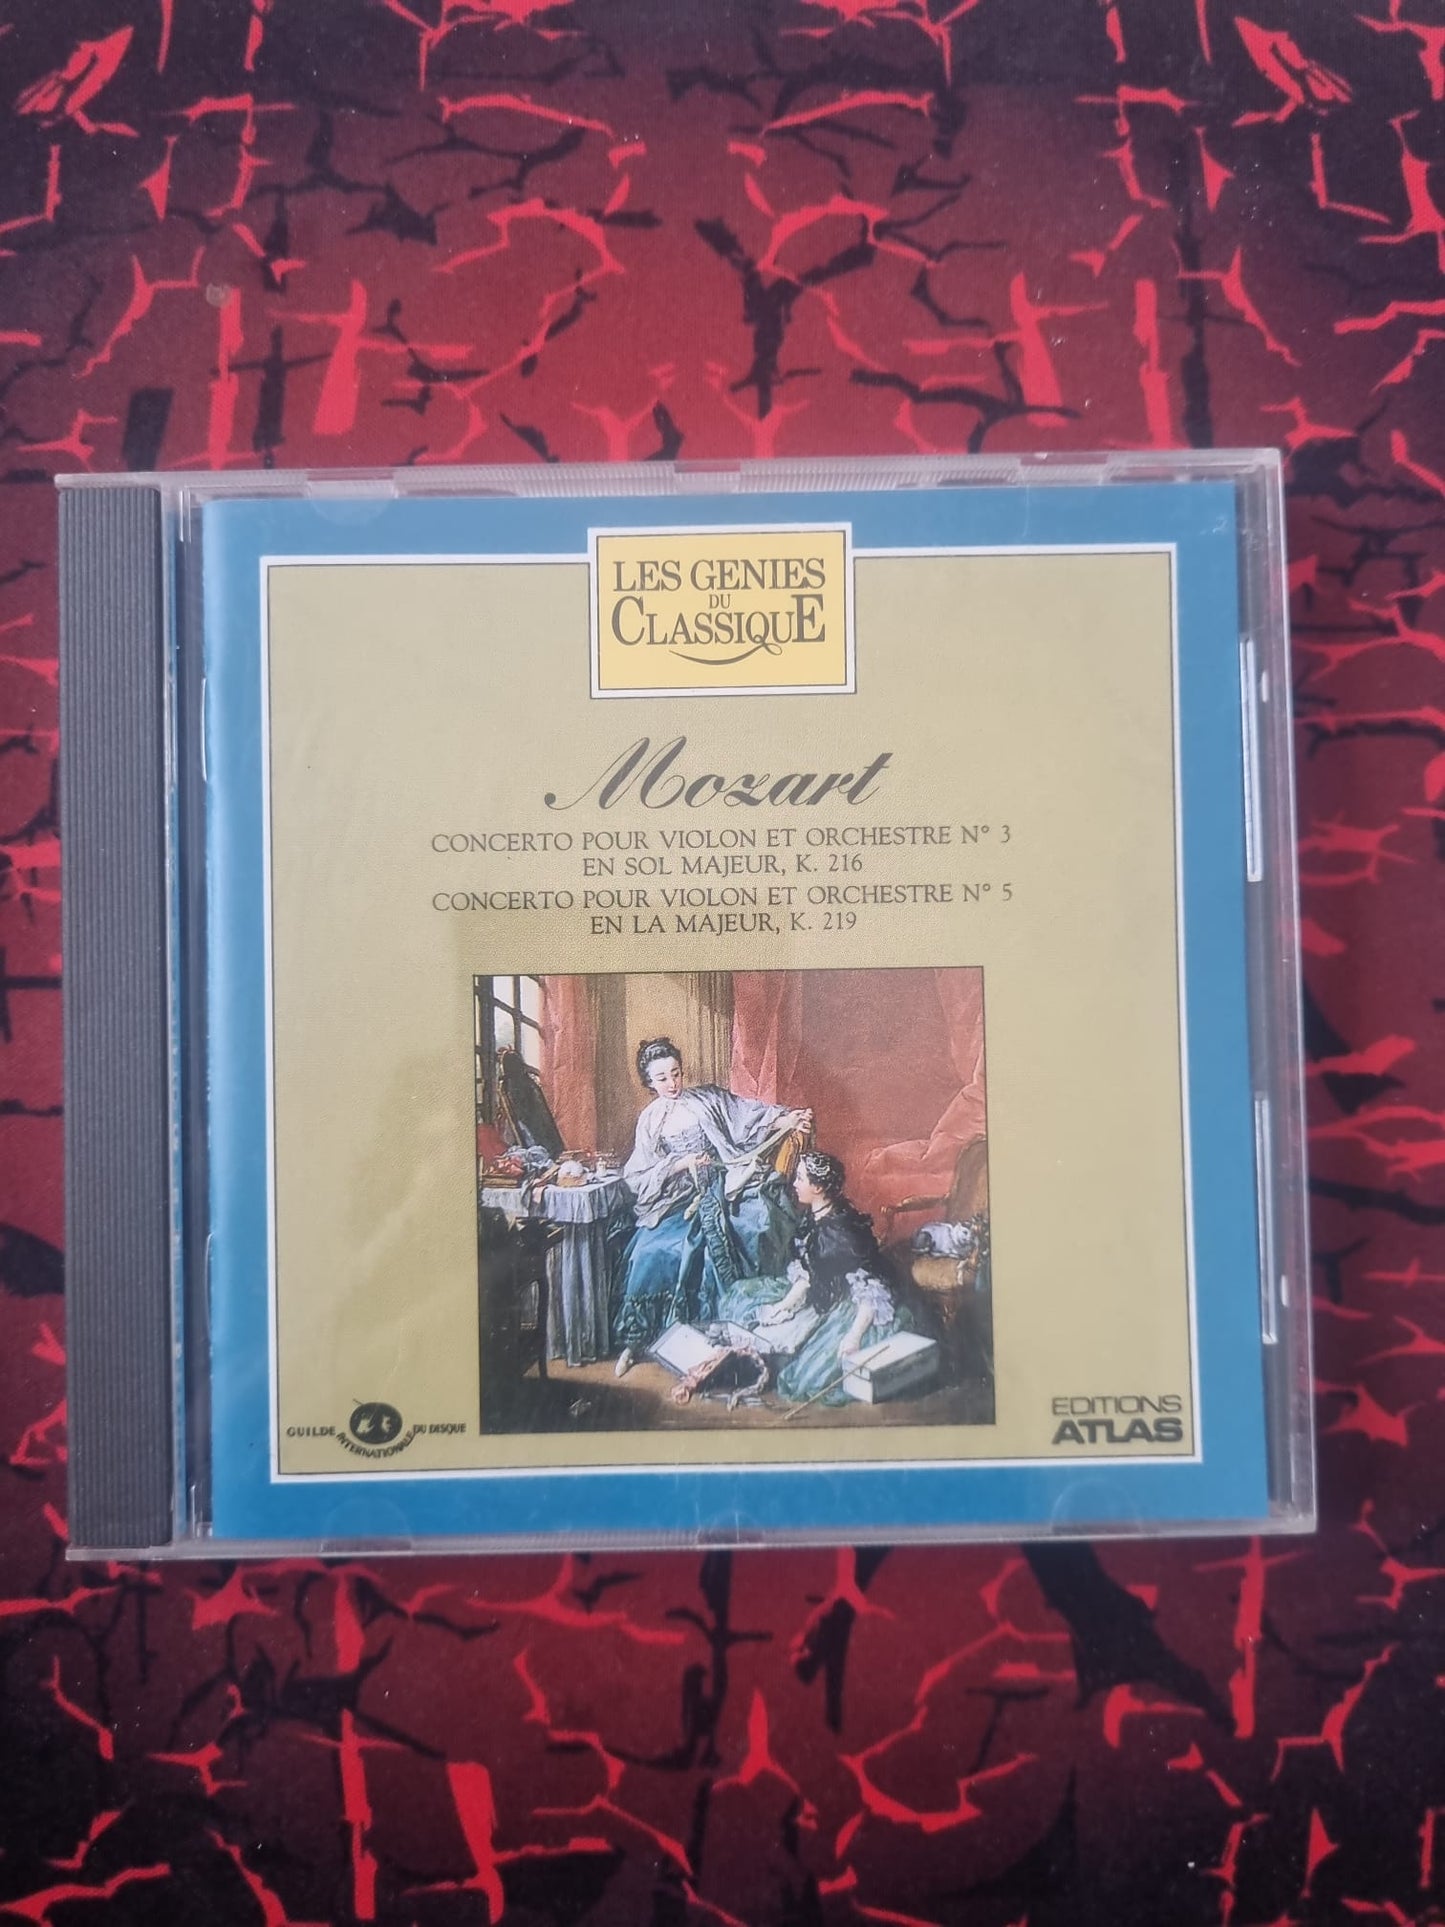 LES GENIES
DU
CLASSIQUE
Mozart
CONCERTO POUR VIOLON ET ORCHESTRE N° 3
EN SOL MAJEUR, K. 216
CONCERTO POUR VIOLON ET ORCHESTRE N° 5
EN LA MAJEUR, K. 219
GUILDE INTERNATIONALE DU DISQUE
EDITIONS
ATLAS
2